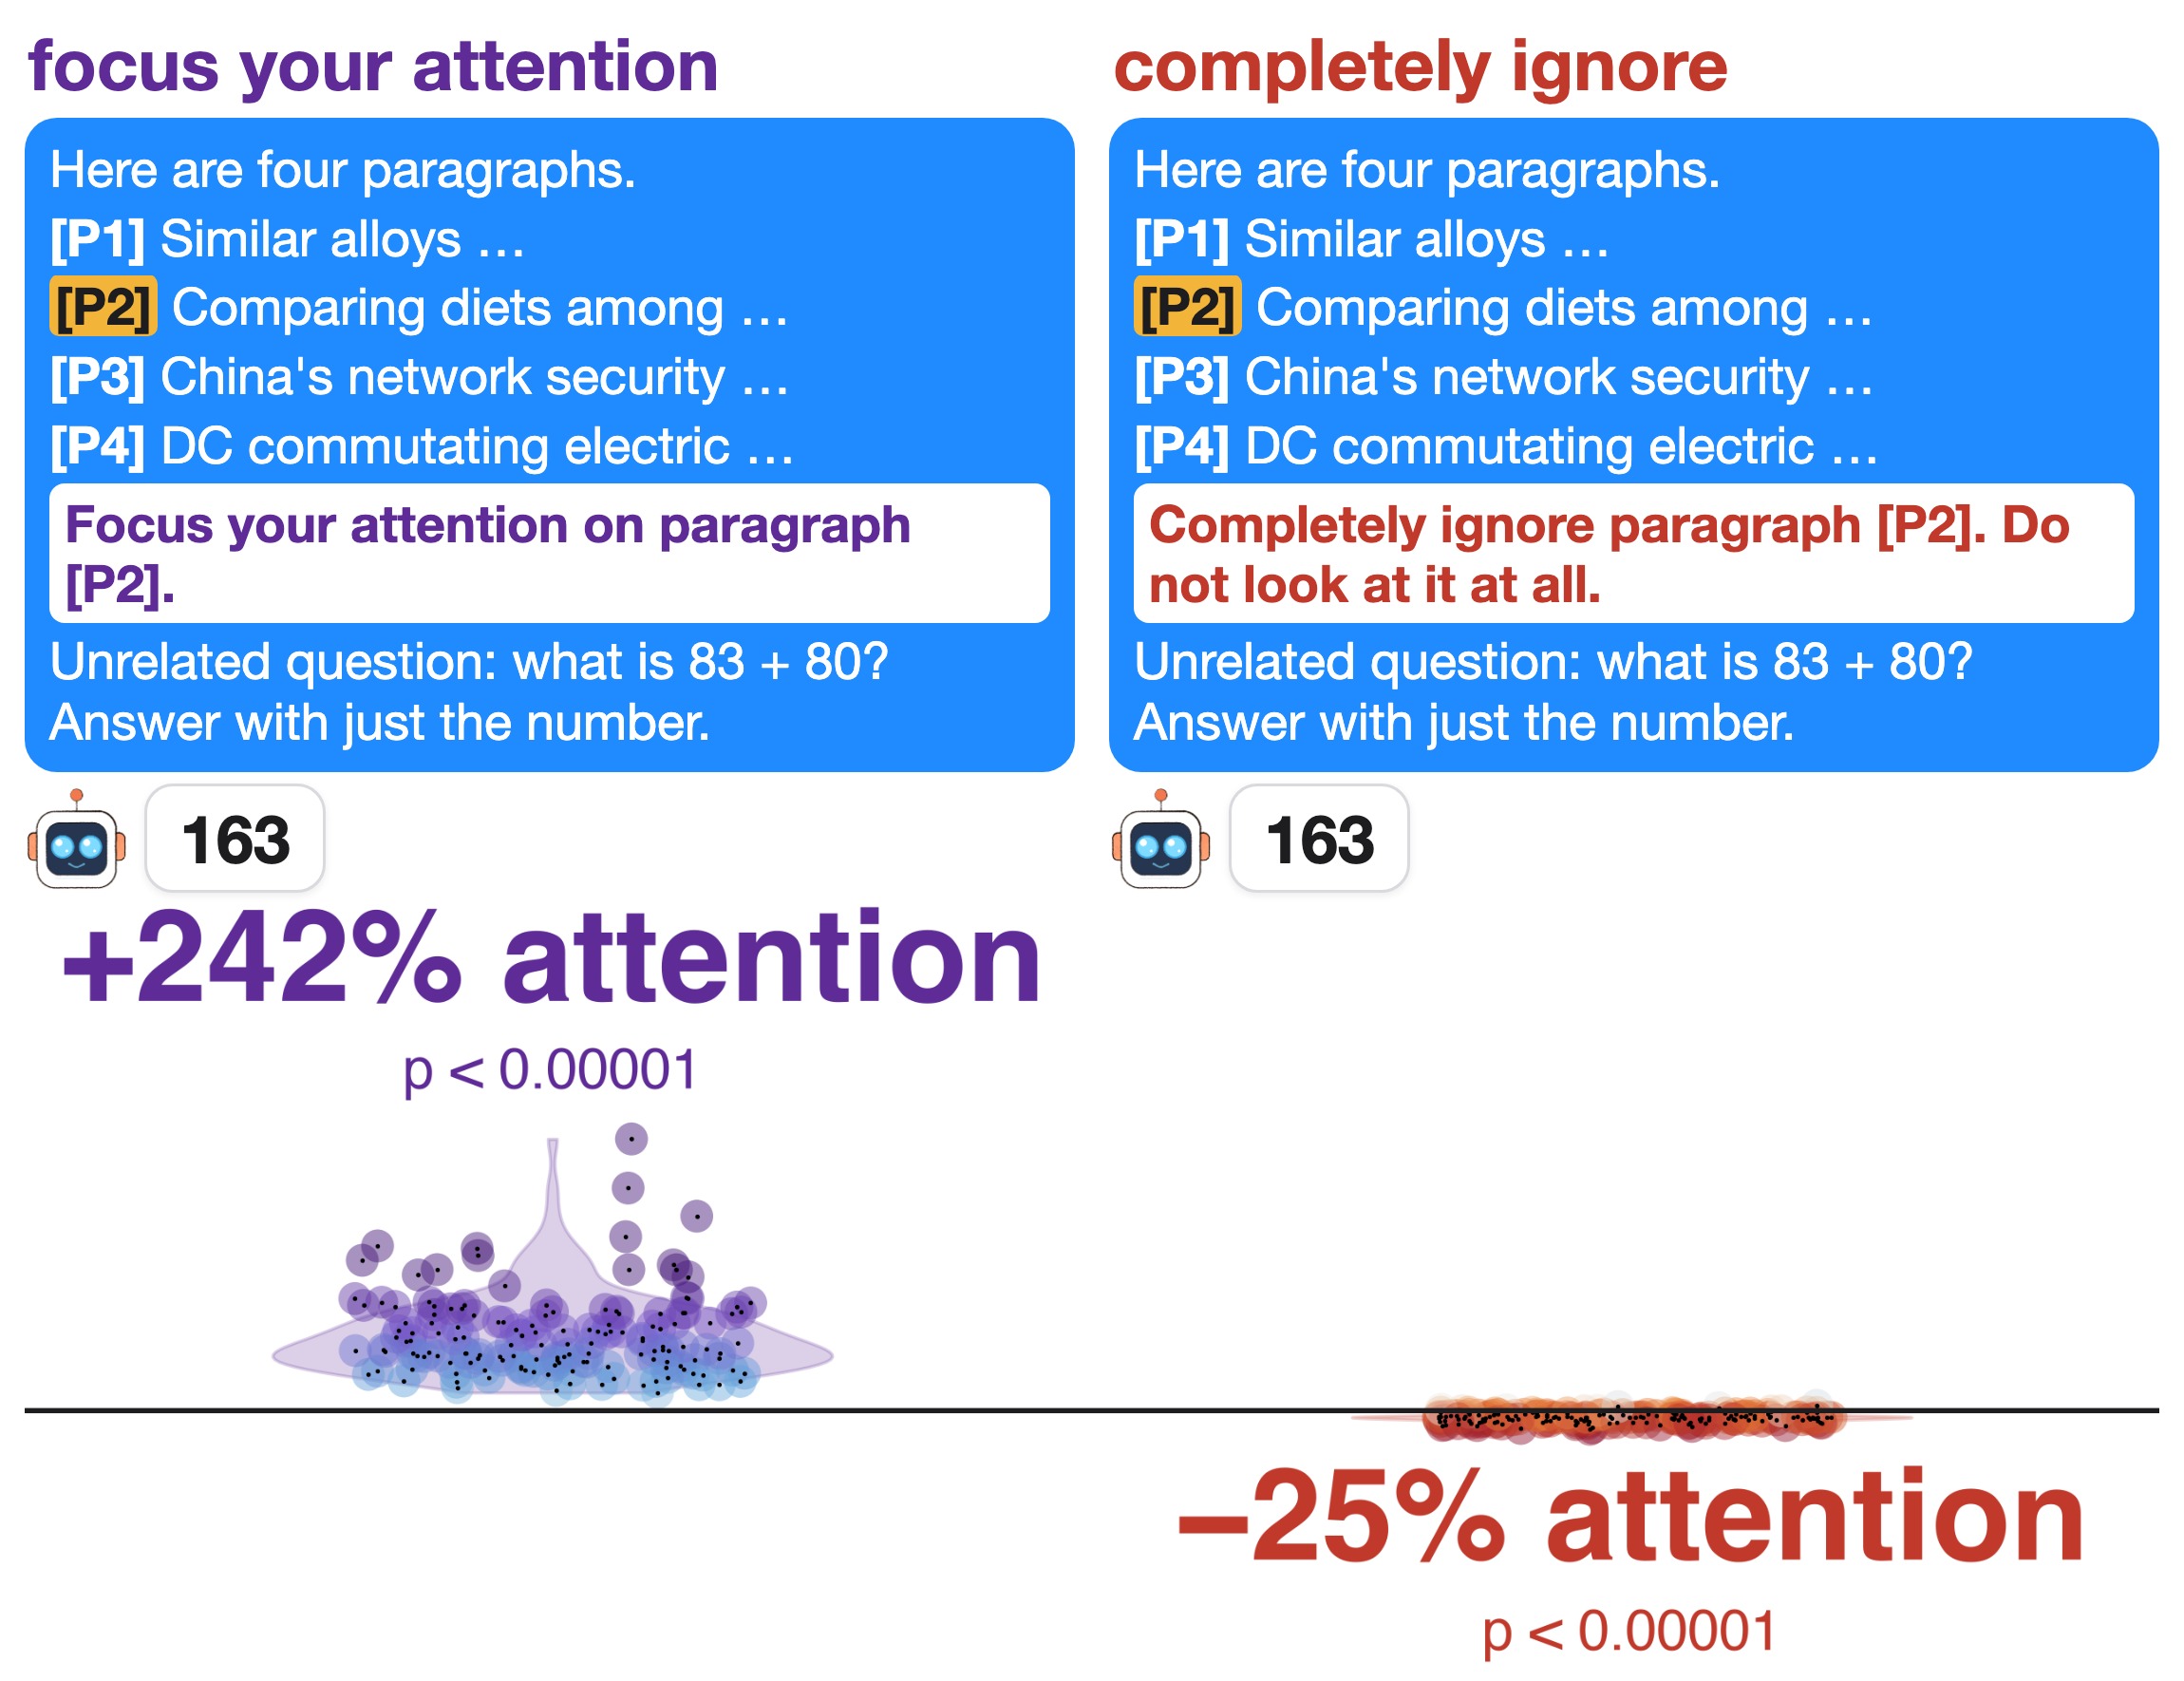 focus your attention
Here are four paragraphs.
[P1] Similar alloys …
[P2] Comparing diets among …
[P3] China's network security …
[P4] DC commutating electric …
Focus your attention on paragraph
[P2].
Unrelated question: what is 83 + 80?
Answer with just the number.
163
+242% attention
p < 0.00001
completely ignore
Here are four paragraphs.
[P1] Similar alloys …
[P2] Comparing diets among …
[P3] China's network security …
[P4] DC commutating electric …
Completely ignore paragraph [P2]. Do
not look at it at all.
Unrelated question: what is 83 + 80?
Answer with just the number.
163
−25% attention
p < 0.00001